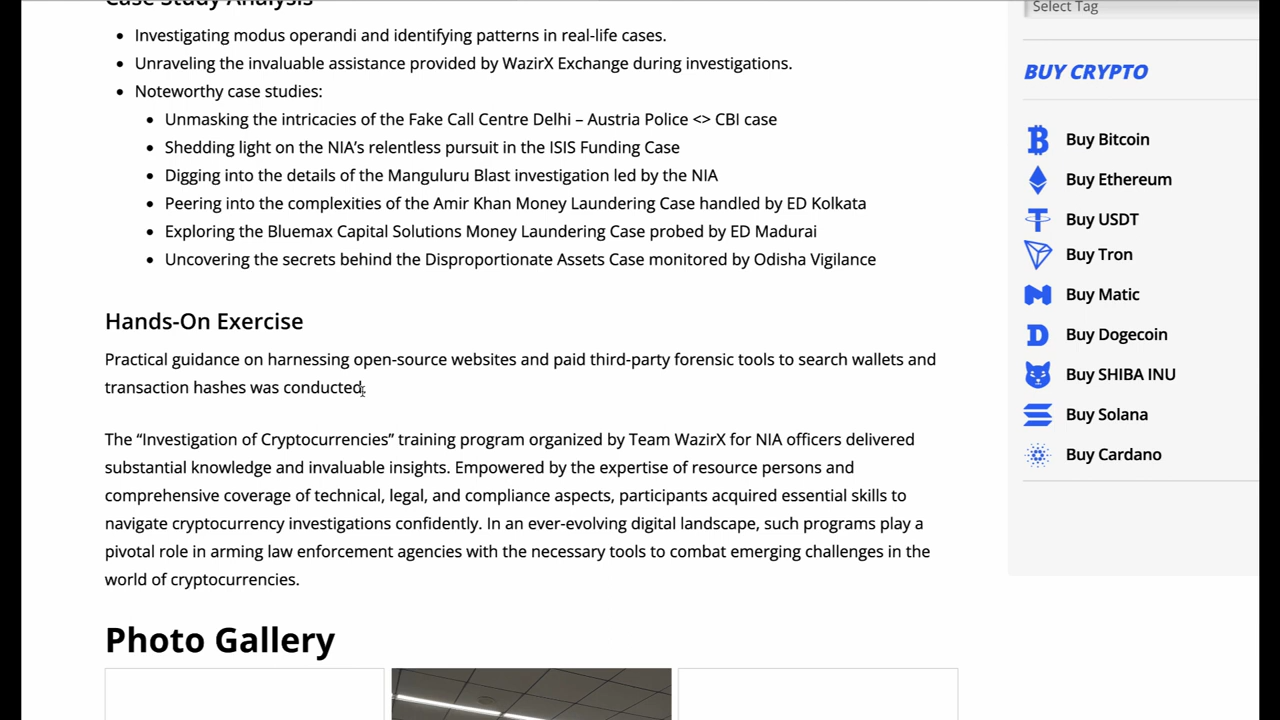 Case Study Analysis
Select Tag
Investigating modus operandi and identifying patterns in real-life cases.
Unraveling the invaluable assistance provided by WazirX Exchange during investigations.
Noteworthy case studies:
Unmasking the intricacies of the Fake Call Centre Delhi – Austria Police <> CBI case
Shedding light on the NIA’s relentless pursuit in the ISIS Funding Case
Digging into the details of the Manguluru Blast investigation led by the NIA
Peering into the complexities of the Amir Khan Money Laundering Case handled by ED Kolkata
Exploring the Bluemax Capital Solutions Money Laundering Case probed by ED Madurai
Uncovering the secrets behind the Disproportionate Assets Case monitored by Odisha Vigilance
Hands-On Exercise
Practical guidance on harnessing open-source websites and paid third-party forensic tools to search wallets and
transaction hashes was conducted.
The “Investigation of Cryptocurrencies” training program organized by Team WazirX for NIA officers delivered
substantial knowledge and invaluable insights. Empowered by the expertise of resource persons and
comprehensive coverage of technical, legal, and compliance aspects, participants acquired essential skills to
navigate cryptocurrency investigations confidently. In an ever-evolving digital landscape, such programs play a
pivotal role in arming law enforcement agencies with the necessary tools to combat emerging challenges in the
world of cryptocurrencies.
Photo Gallery
BUY CRYPTO
Buy Bitcoin
Buy Ethereum
Buy USDT
Buy Tron
Buy Matic
Buy Dogecoin
Buy SHIBA INU
Buy Solana
Buy Cardano